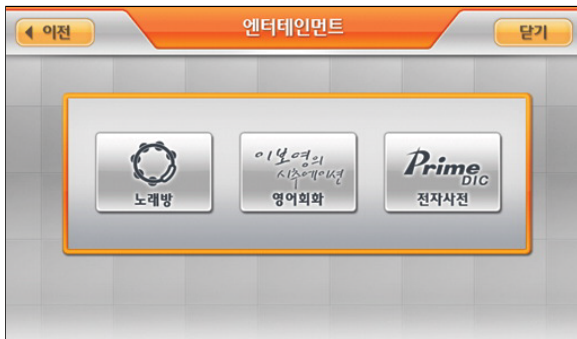 이전
엔터테인먼트
닫기
노래방
이보영의
시츄에이션
영어회화
Prime
DIC
전자사전